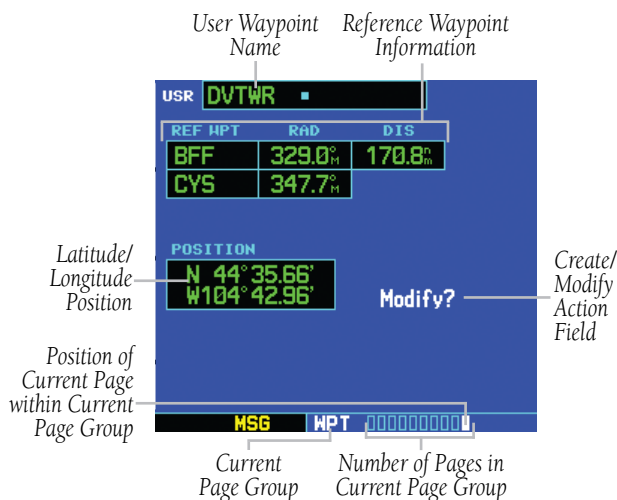 User Waypoint
Name
Reference Waypoint
Information
USR DVTWR
REF WPT RAD DIS
BFF 329.0°M 170.8nm
CYS 347.7°M
POSITION
N 44°35.66'
W104°42.96'
Modify?
Latitude/
Longitude
Position
Create/
Modify
Action
Field
Position of
Current Page
within Current
Page Group
MSG WPT
Current
Page Group
Number of Pages in
Current Page Group